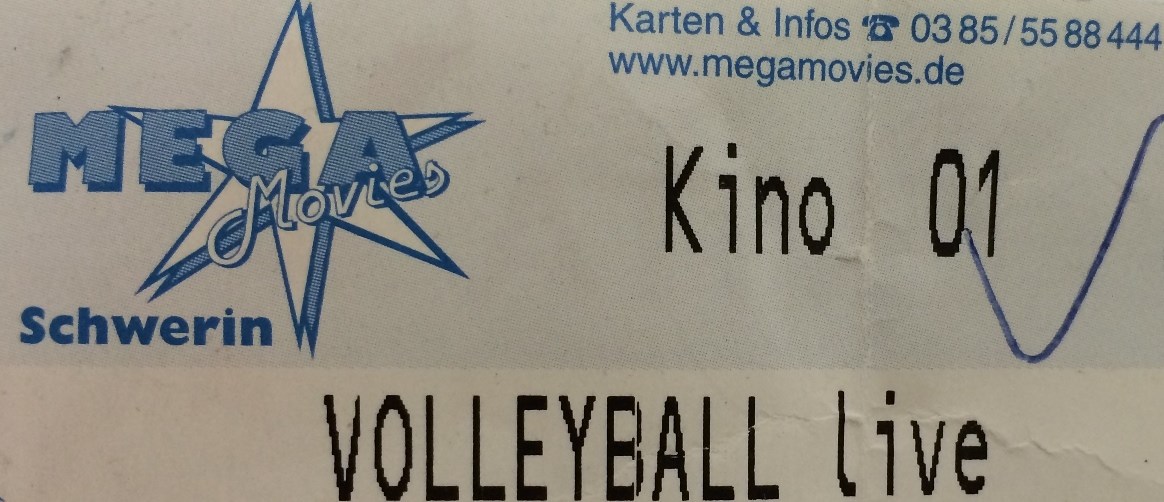 Karten & Infos ☎ 03 85 / 55 88 444
www.megamovies.de
MEGA
Movies
Schwerin
Kino 01
VOLLEYBALL live